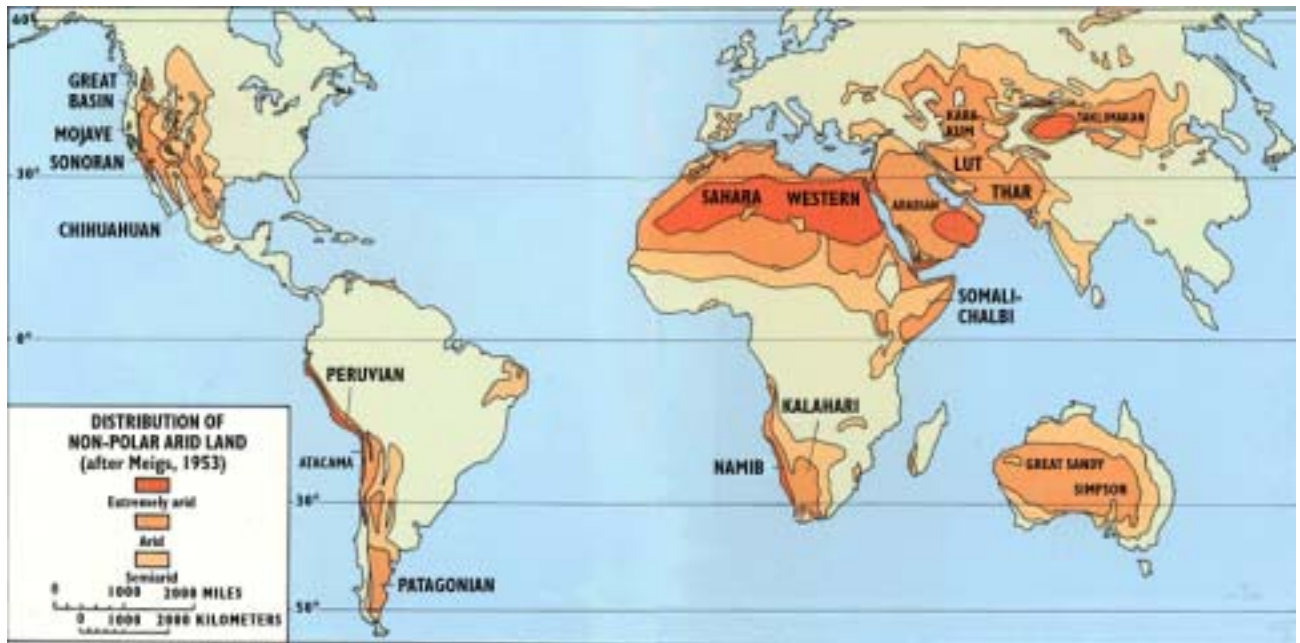 60°
GREAT
BASIN
MOJAVE
SONORAN
30°
CHIHUAHUAN
KARA
KUM
TAKLIMAKAN
LUT
THAR
SAHARA
WESTERN
ARABIAN
SOMALI-
CHALBI
0°
PERUVIAN
KALAHARI
ATACAMA
NAMIB
GREAT SANDY
SIMPSON
30°
PATAGONIAN
50°
DISTRIBUTION OF
NON-POLAR ARID LAND
(after Meigs, 1953)
Extremely arid
Arid
Semiarid
0 1000 2000 MILES
0 1000 2000 KILOMETERS